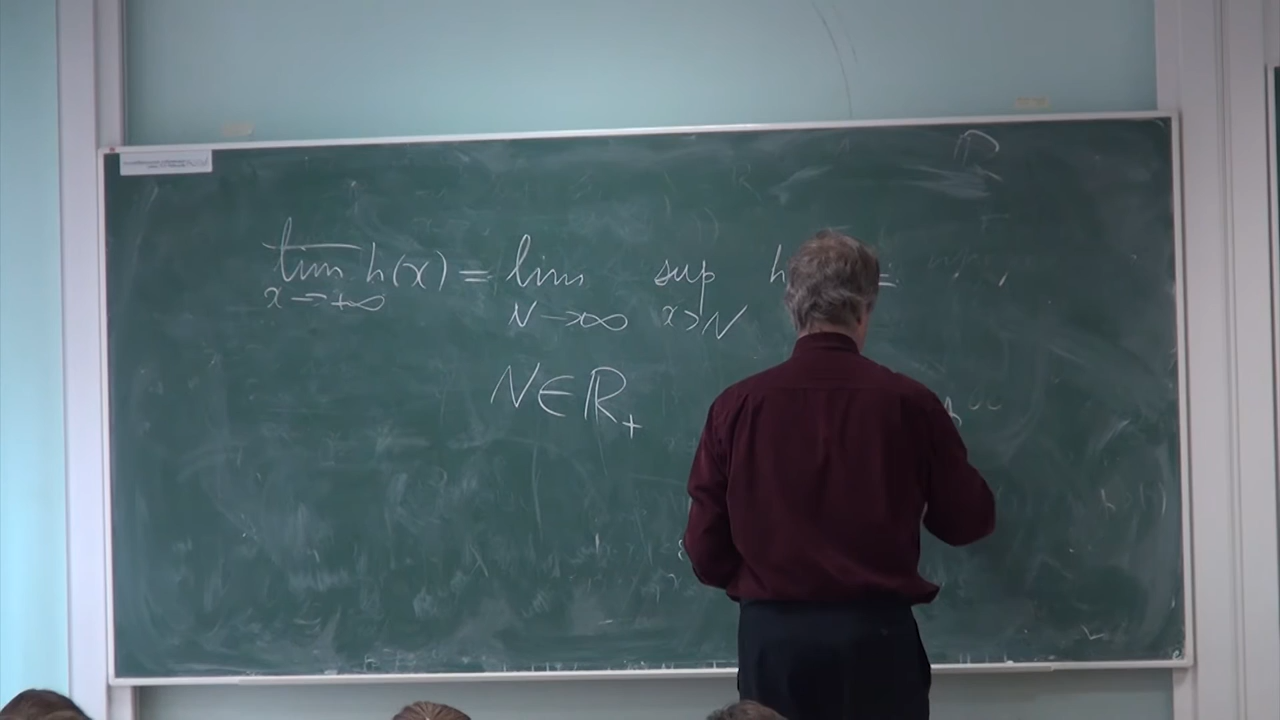 lim h(x) = lim sup h =
x → +∞ N → ∞ x > N
N ∈ ℝ₊